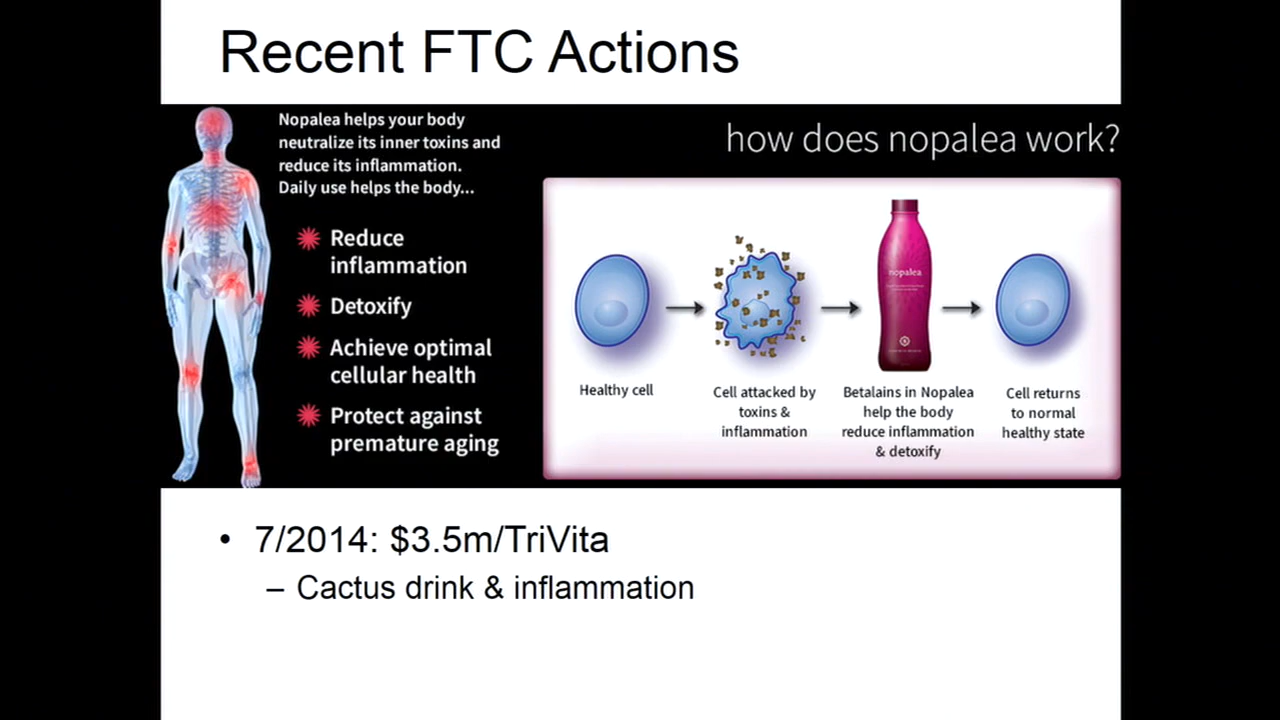 Recent FTC Actions
Nopalea helps your body
neutralize its inner toxins and
reduce its inflammation.
Daily use helps the body...
Reduce
inflammation
Detoxify
Achieve optimal
cellular health
Protect against
premature aging
how does nopalea work?
nopalea
Healthy cell
Cell attacked by
toxins &
inflammation
Betalains in Nopalea
help the body
reduce inflammation
& detoxify
Cell returns
to normal
healthy state
• 7/2014: $3.5m/TriVita
– Cactus drink & inflammation